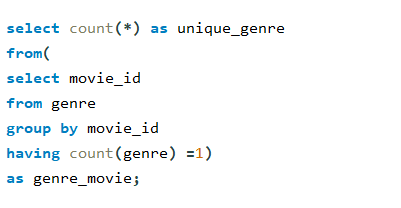 select count(*) as unique_genre
from(
select movie_id
from genre
group by movie_id
having count(genre) =1)
as genre_movie;